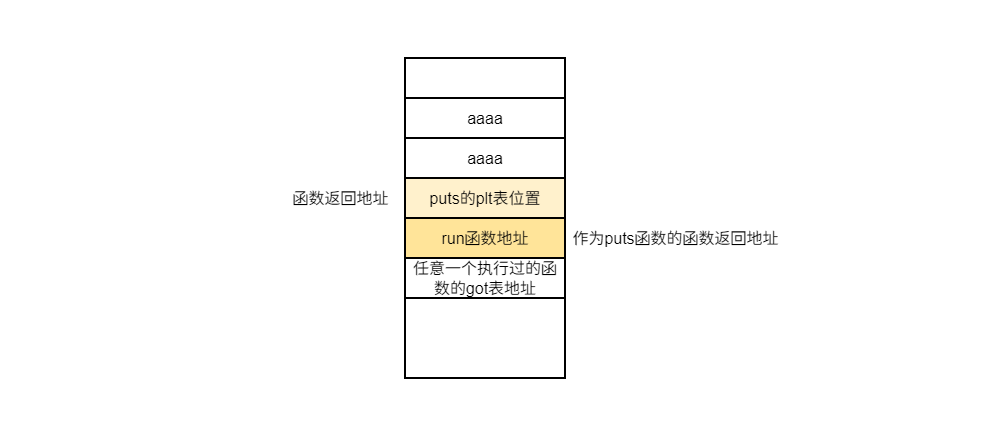 aaaa
aaaa
函数返回地址
puts的plt表位置
run函数地址
作为puts函数的函数返回地址
任意一个执行过的函
数的got表地址